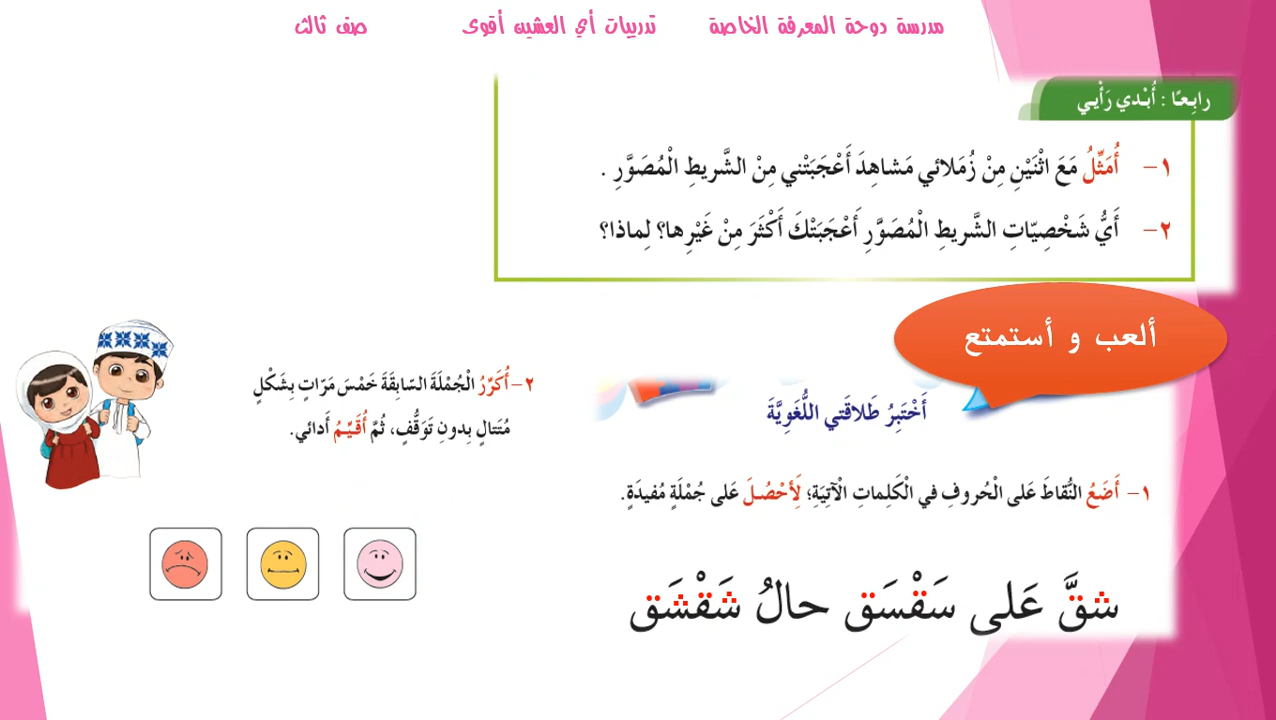 مدرسة دوحة المعرفة الخاصة تدريبات أي العشين أقوى صف ثالث
رابِعًا : أُبْدي رَأْيي
١- أُمَثِّلُ مَعَ اثْنَيْنِ مِنْ زُمَلائي مَشاهِدَ أَعْجَبَتْني مِنْ الشَّريطِ الْمُصَوَّرِ .
٢- أَيُّ شَخْصِيّاتِ الشَّريطِ الْمُصَوَّرِ أَعْجَبَتْكَ أَكْثَرَ مِنْ غَيْرِها؟ لِماذا؟
ألعب و أستمتع
أَخْتَبِرُ طَلاقَتي اللُّغَوِيَّةَ
١- أَضَعُ النُّقاطَ عَلى الْحُروفِ في الْكَلِماتِ الْآتِيَةِ؛ لِأَحْصُلَ عَلى جُمْلَةٍ مُفيدَةٍ.
شقَّ عَلى سَقْسَق حالُ شَقْشَق
٢- أُكَرِّرُ الْجُمْلَةَ السّابِقَةَ خَمْسَ مَرّاتٍ بِشَكْلٍ
مُتَتالٍ بِدونِ تَوَقُّفٍ، ثُمَّ أُقَيِّمُ أَدائي.